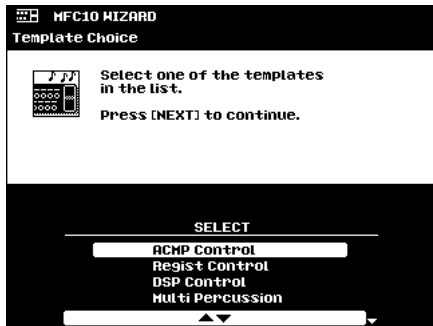 MFC10 WIZARD
Template Choice
Select one of the templates
in the list.
Press [NEXT] to continue.
SELECT
ACMP Control
Regist Control
DSP Control
Multi Percussion